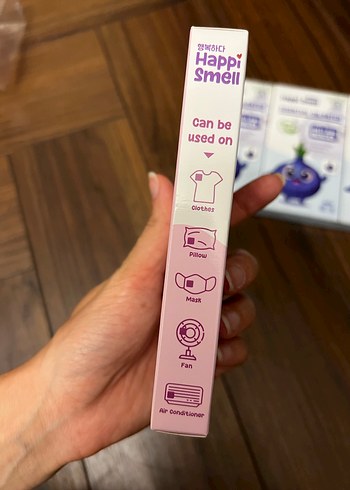 행복하다
Happi
Smell
Can be
used on
Clothes
Pillow
Mask
Fan
Air Conditioner